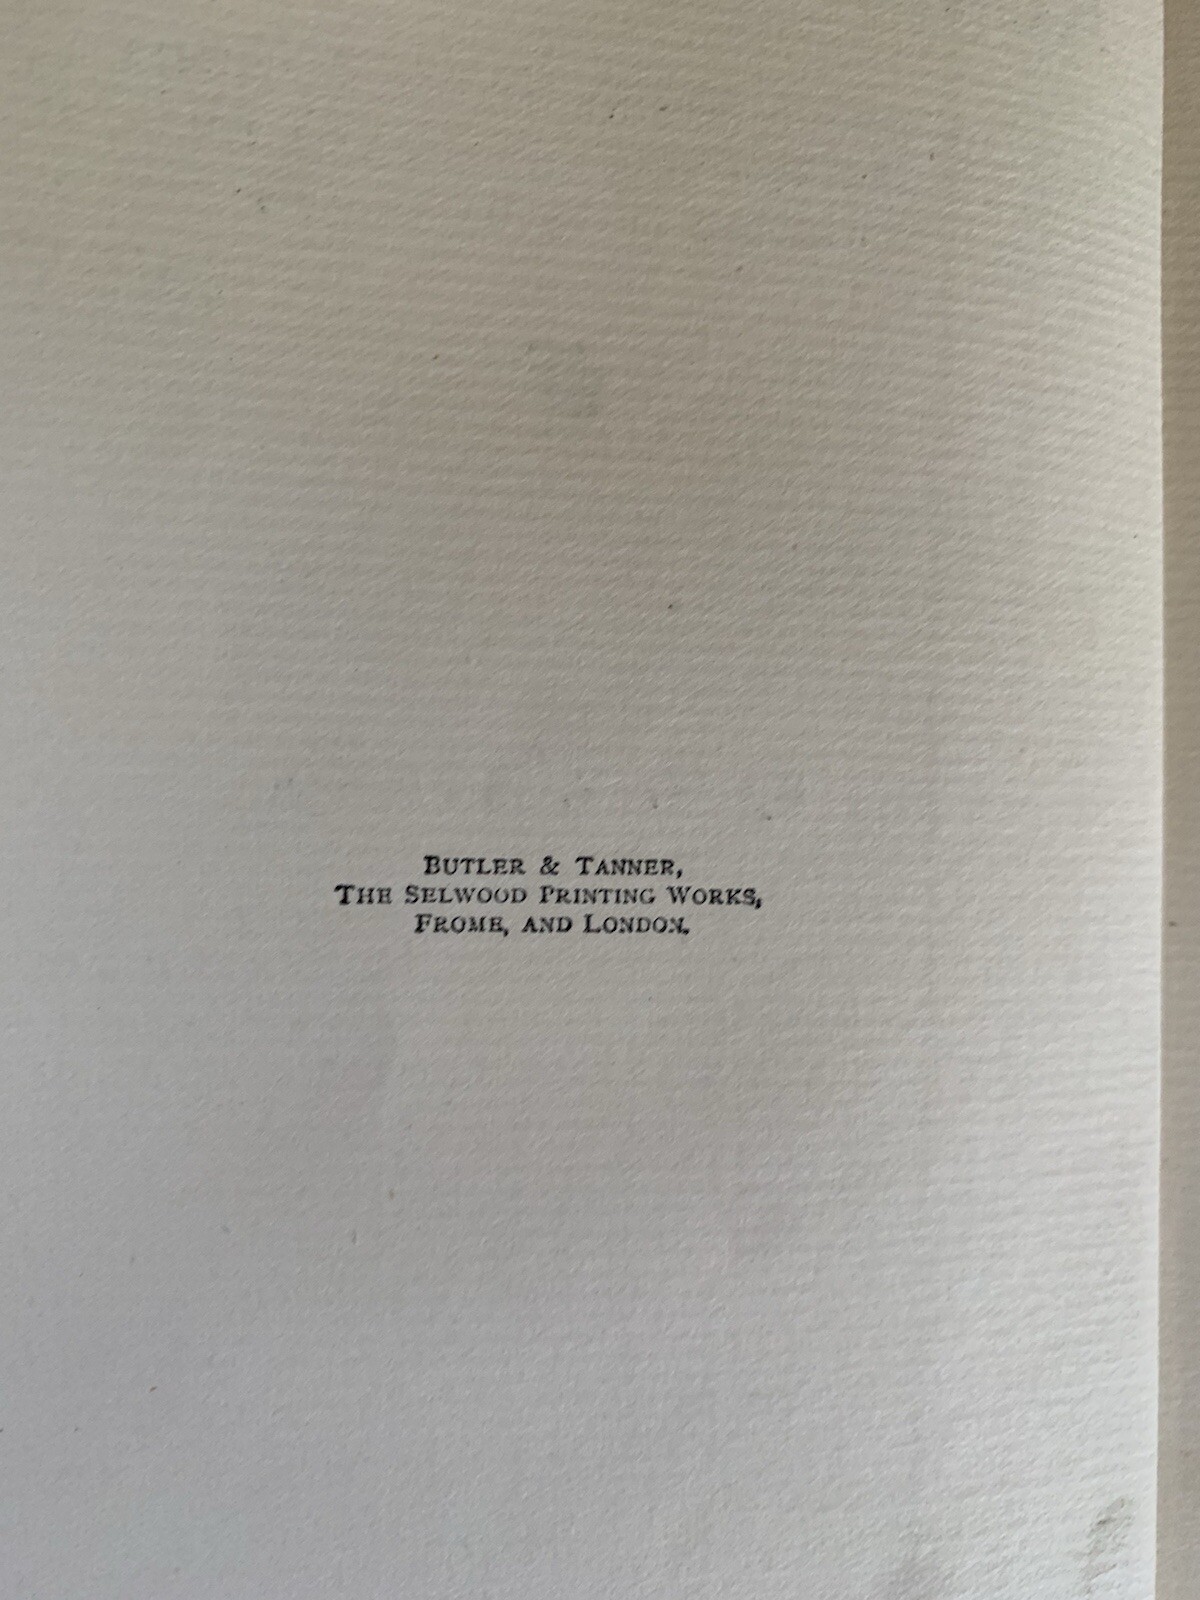 BUTLER & TANNER,
THE SELWOOD PRINTING WORKS,
FROME, AND LONDON.